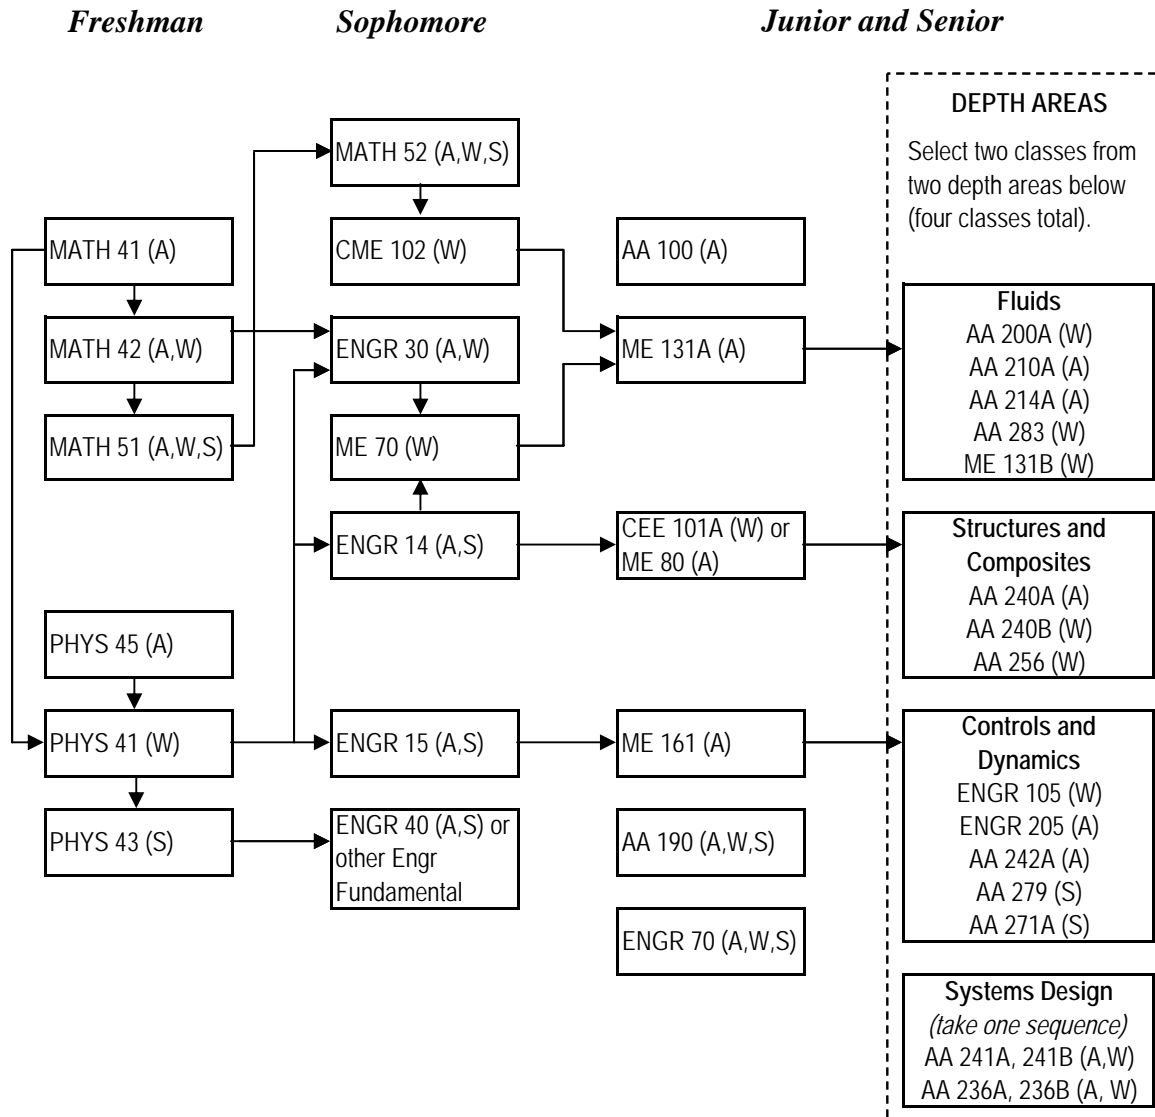 Freshman
Sophomore
Junior and Senior
MATH 41 (A)
MATH 42 (A,W)
MATH 51 (A,W,S)
PHYS 45 (A)
PHYS 41 (W)
PHYS 43 (S)
MATH 52 (A,W,S)
CME 102 (W)
ENGR 30 (A,W)
ME 70 (W)
ENGR 14 (A,S)
ENGR 15 (A,S)
ENGR 40 (A,S) or
other Engr
Fundamental
AA 100 (A)
ME 131A (A)
CEE 101A (W) or
ME 80 (A)
ME 161 (A)
AA 190 (A,W,S)
ENGR 70 (A,W,S)
DEPTH AREAS
Select two classes from
two depth areas below
(four classes total).
Fluids
AA 200A (W)
AA 210A (A)
AA 214A (A)
AA 283 (W)
ME 131B (W)
Structures and
Composites
AA 240A (A)
AA 240B (W)
AA 256 (W)
Controls and
Dynamics
ENGR 105 (W)
ENGR 205 (A)
AA 242A (A)
AA 279 (S)
AA 271A (S)
Systems Design
(take one sequence)
AA 241A, 241B (A,W)
AA 236A, 236B (A, W)